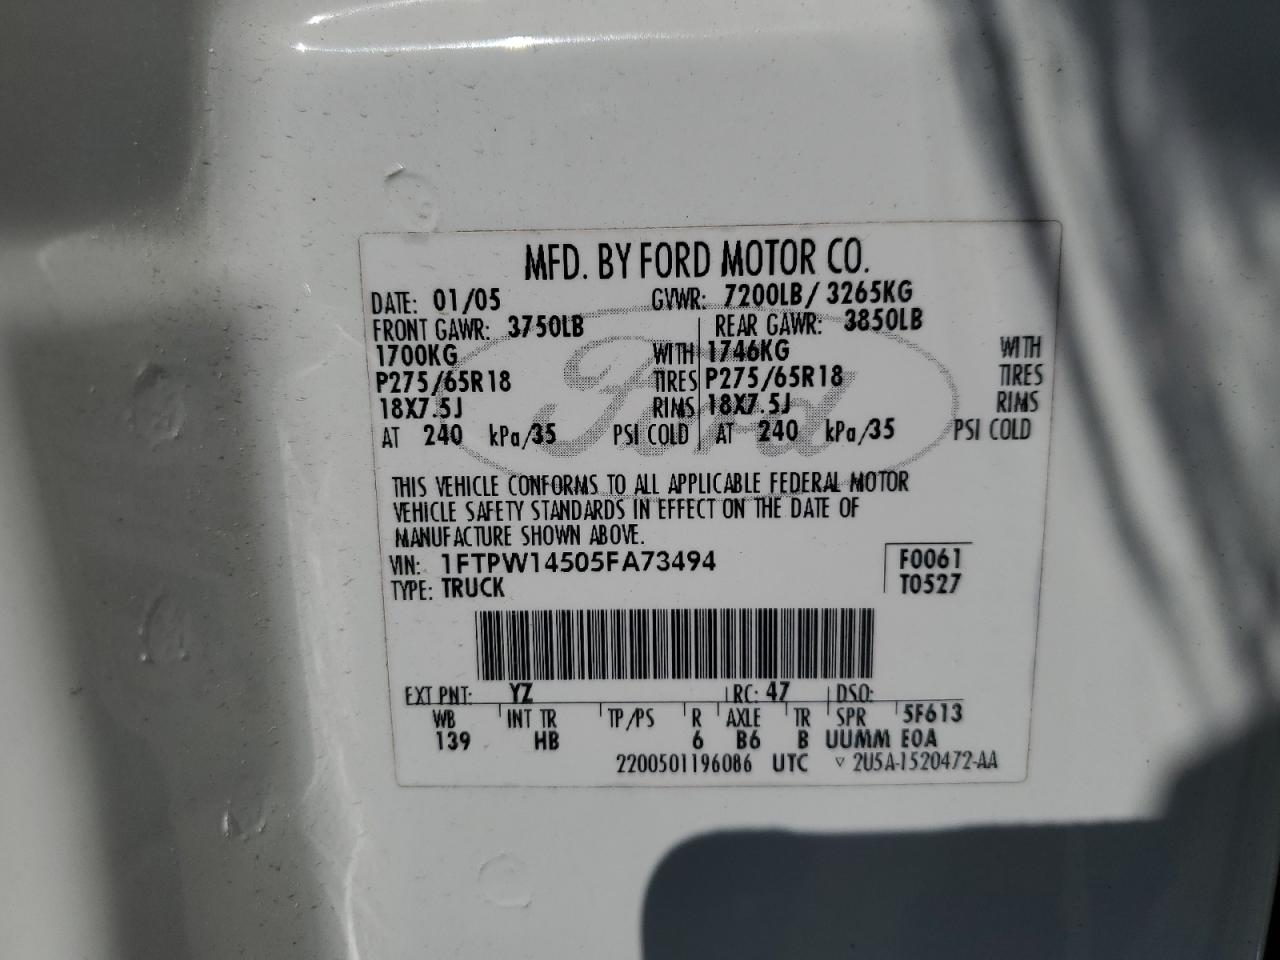 MFD. BY FORD MOTOR CO.
DATE: 01/05 GVWR: 7200LB/ 3265KG
FRONT GAWR: 3750LB REAR GAWR: 3850LB
1700KG WITH 1746KG WITH
P275/65R18 TIRES P275/65R18 TIRES
18X7.5J RIMS 18X7.5J RIMS
AT 240 kPa/35 PSI COLD AT 240 kPa/35 PSI COLD
Ford
THIS VEHICLE CONFORMS TO ALL APPLICABLE FEDERAL MOTOR
VEHICLE SAFETY STANDARDS IN EFFECT ON THE DATE OF
MANUFACTURE SHOWN ABOVE.
VIN: 1FTPW14505FA73494 F0061
TYPE: TRUCK T0527
EXT PNT: YZ RC: 47 DSO:
WB INT TR TP/PS R AXLE TR SPR 5F613
139 HB 6 B6 B UUMM E0A
2200501196086 UTC ▿ 2U5A-1520472-AA